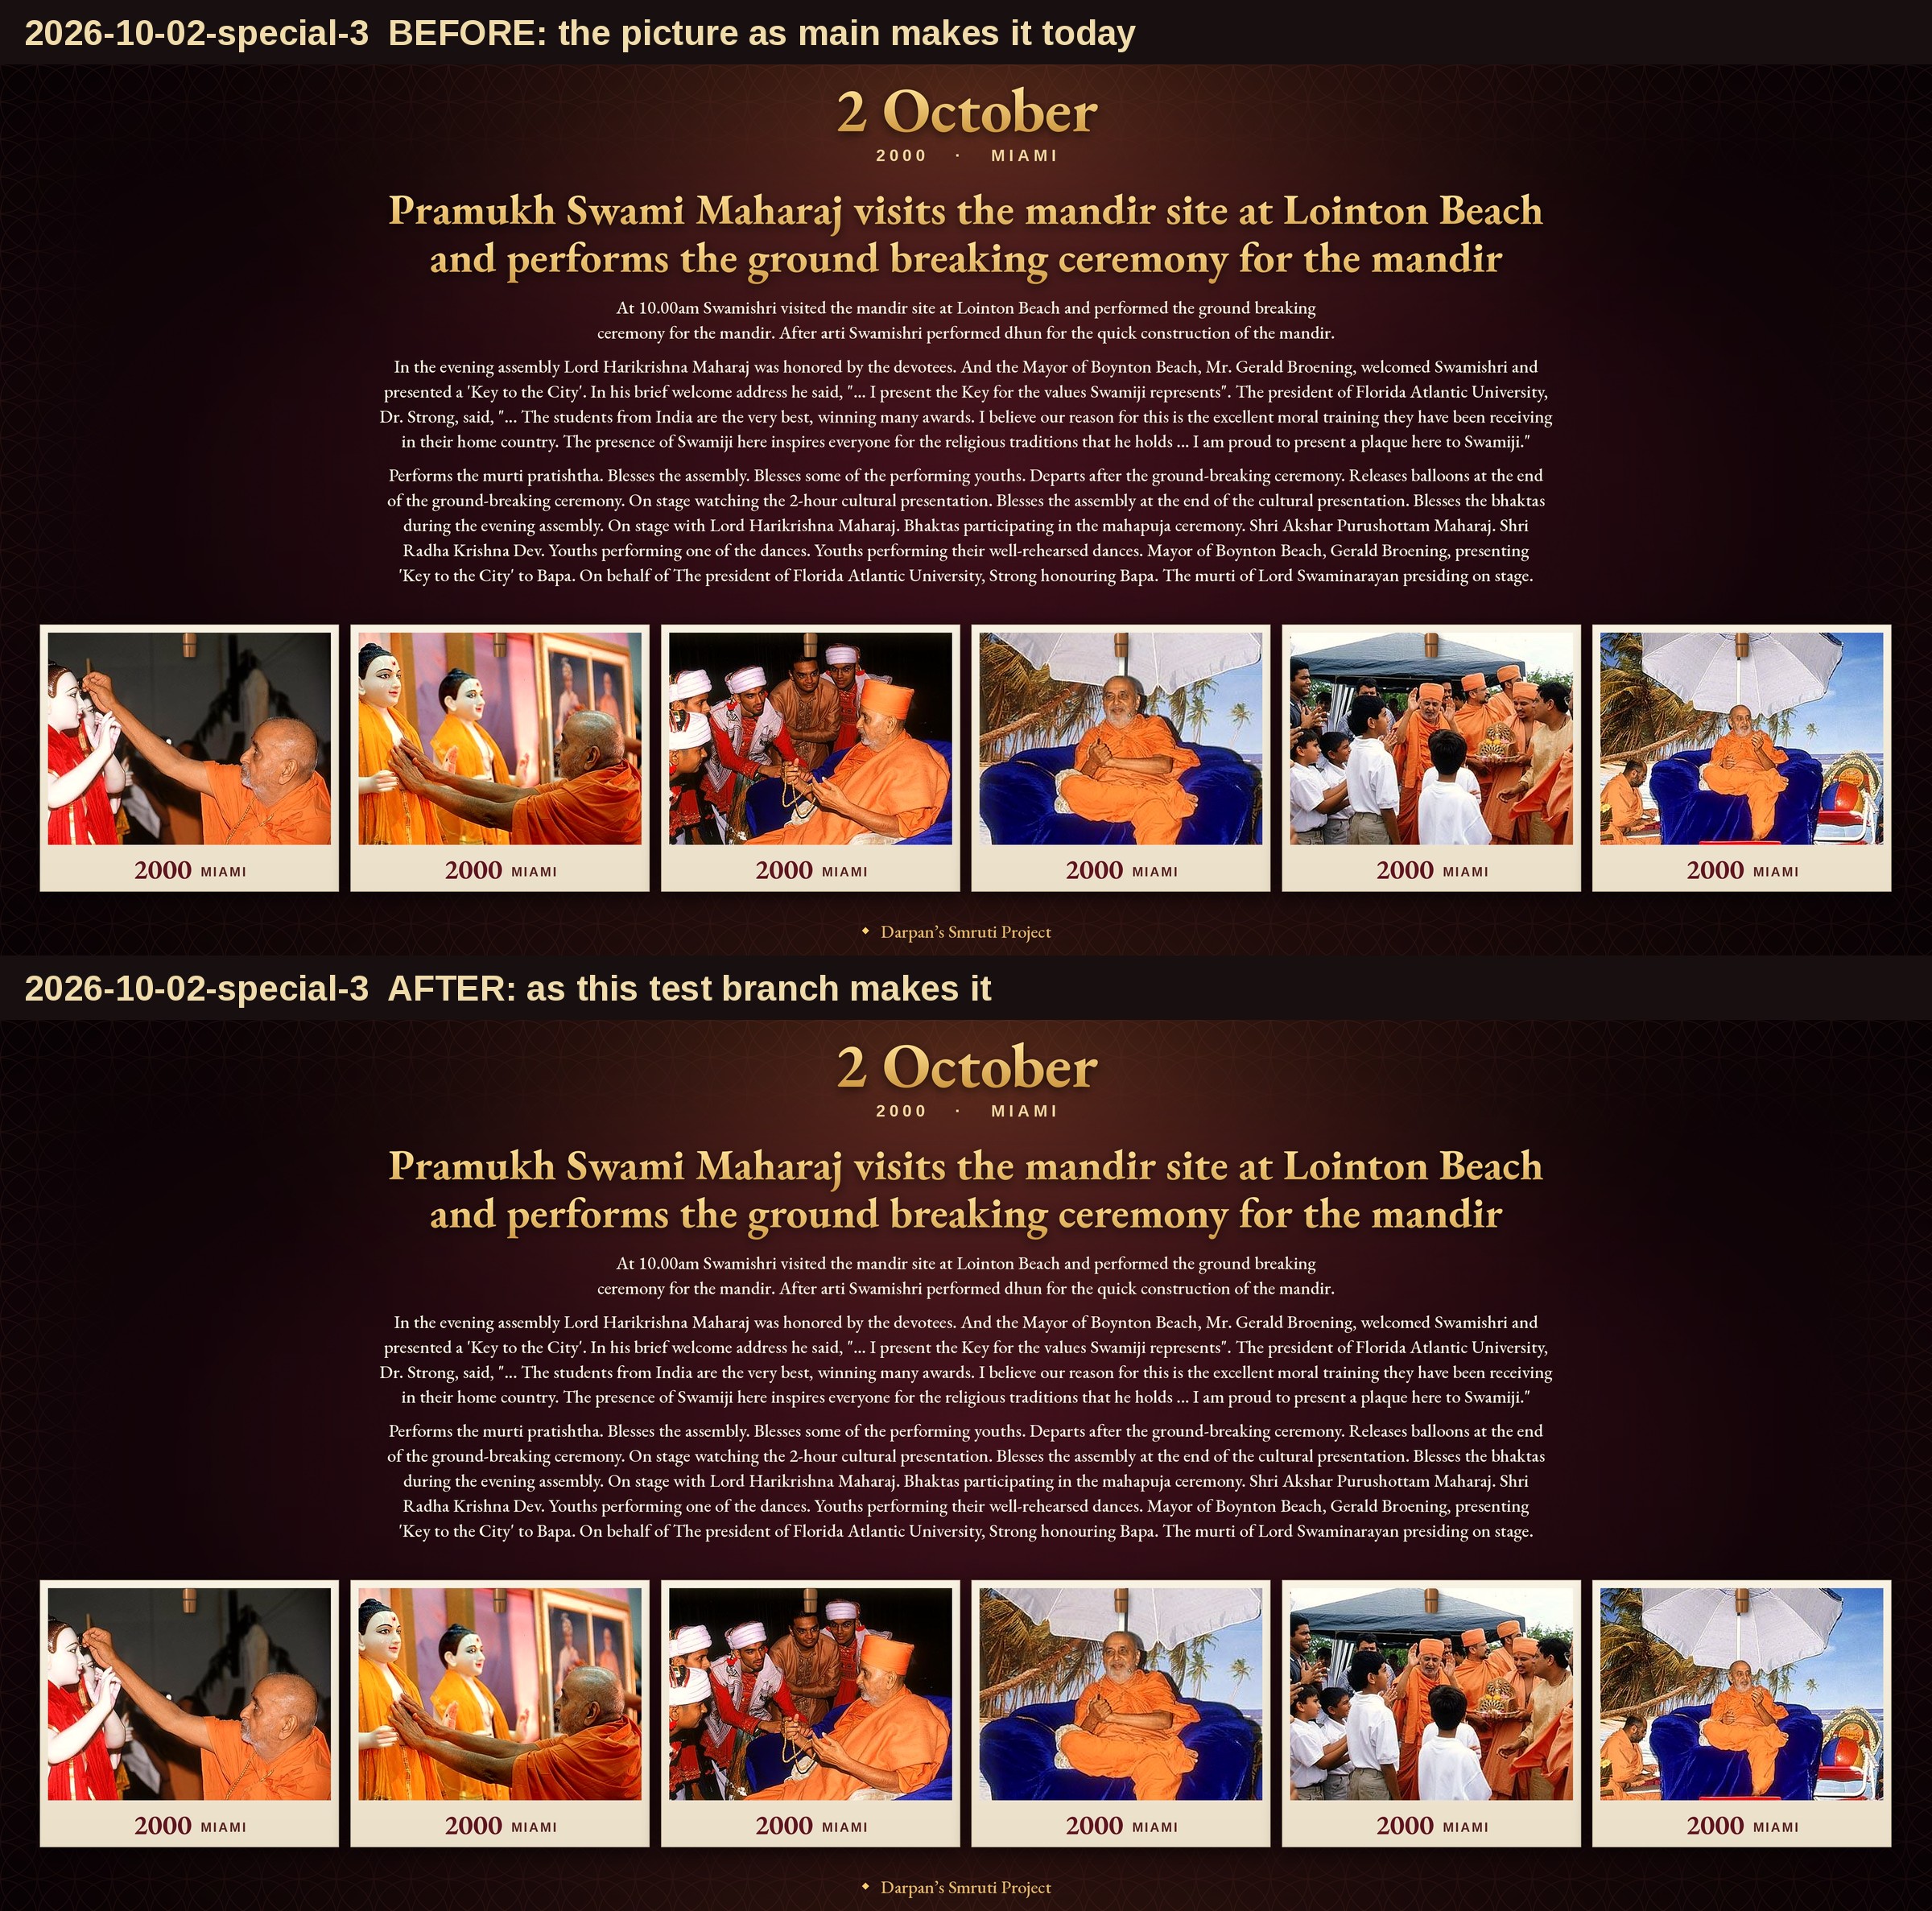 2026-10-02-special-3  BEFORE: the picture as main makes it today
2 October
2000 · MIAMI
Pramukh Swami Maharaj visits the mandir site at Lointon Beach
and performs the ground breaking ceremony for the mandir
At 10.00am Swamishri visited the mandir site at Lointon Beach and performed the ground breaking
ceremony for the mandir. After arti Swamishri performed dhun for the quick construction of the mandir.
In the evening assembly Lord Harikrishna Maharaj was honored by the devotees. And the Mayor of Boynton Beach, Mr. Gerald Broening, welcomed Swamishri and
presented a 'Key to the City'. In his brief welcome address he said, "... I present the Key for the values Swamiji represents". The president of Florida Atlantic University,
Dr. Strong, said, "... The students from India are the very best, winning many awards. I believe our reason for this is the excellent moral training they have been receiving
in their home country. The presence of Swamiji here inspires everyone for the religious traditions that he holds ... I am proud to present a plaque here to Swamiji."
Performs the murti pratishtha. Blesses the assembly. Blesses some of the performing youths. Departs after the ground-breaking ceremony. Releases balloons at the end
of the ground-breaking ceremony. On stage watching the 2-hour cultural presentation. Blesses the assembly at the end of the cultural presentation. Blesses the bhaktas
during the evening assembly. On stage with Lord Harikrishna Maharaj. Bhaktas participating in the mahapuja ceremony. Shri Akshar Purushottam Maharaj. Shri
Radha Krishna Dev. Youths performing one of the dances. Youths performing their well-rehearsed dances. Mayor of Boynton Beach, Gerald Broening, presenting
'Key to the City' to Bapa. On behalf of The president of Florida Atlantic University, Strong honouring Bapa. The murti of Lord Swaminarayan presiding on stage.
2000 MIAMI
2000 MIAMI
2000 MIAMI
2000 MIAMI
2000 MIAMI
2000 MIAMI
Darpan’s Smruti Project
2026-10-02-special-3  AFTER: as this test branch makes it
2 October
2000 · MIAMI
Pramukh Swami Maharaj visits the mandir site at Lointon Beach
and performs the ground breaking ceremony for the mandir
At 10.00am Swamishri visited the mandir site at Lointon Beach and performed the ground breaking
ceremony for the mandir. After arti Swamishri performed dhun for the quick construction of the mandir.
In the evening assembly Lord Harikrishna Maharaj was honored by the devotees. And the Mayor of Boynton Beach, Mr. Gerald Broening, welcomed Swamishri and
presented a 'Key to the City'. In his brief welcome address he said, "... I present the Key for the values Swamiji represents". The president of Florida Atlantic University,
Dr. Strong, said, "... The students from India are the very best, winning many awards. I believe our reason for this is the excellent moral training they have been receiving
in their home country. The presence of Swamiji here inspires everyone for the religious traditions that he holds ... I am proud to present a plaque here to Swamiji."
Performs the murti pratishtha. Blesses the assembly. Blesses some of the performing youths. Departs after the ground-breaking ceremony. Releases balloons at the end
of the ground-breaking ceremony. On stage watching the 2-hour cultural presentation. Blesses the assembly at the end of the cultural presentation. Blesses the bhaktas
during the evening assembly. On stage with Lord Harikrishna Maharaj. Bhaktas participating in the mahapuja ceremony. Shri Akshar Purushottam Maharaj. Shri
Radha Krishna Dev. Youths performing one of the dances. Youths performing their well-rehearsed dances. Mayor of Boynton Beach, Gerald Broening, presenting
'Key to the City' to Bapa. On behalf of The president of Florida Atlantic University, Strong honouring Bapa. The murti of Lord Swaminarayan presiding on stage.
2000 MIAMI
2000 MIAMI
2000 MIAMI
2000 MIAMI
2000 MIAMI
2000 MIAMI
Darpan’s Smruti Project